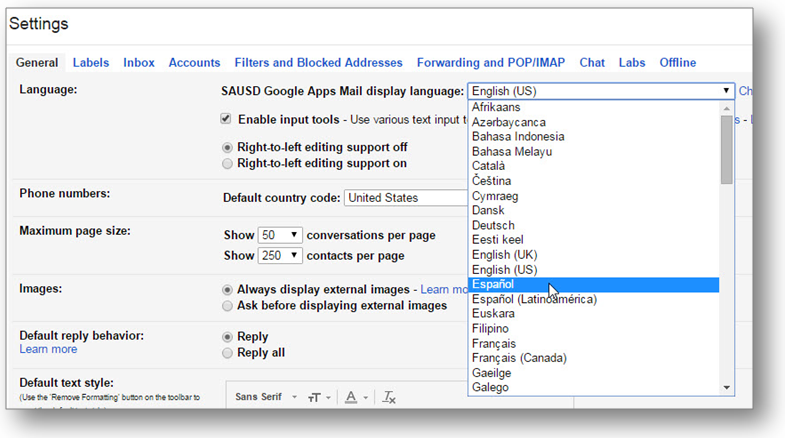 Settings
General Labels Inbox Accounts Filters and Blocked Addresses Forwarding and POP/IMAP Chat Labs Offline
Language:
SAUSD Google Apps Mail display language: English (US) Ch
Enable input tools - Use various text input t s -
Right-to-left editing support off
Right-to-left editing support on
Afrikaans
Azərbaycanca
Bahasa Indonesia
Bahasa Melayu
Català
Čeština
Cymraeg
Dansk
Deutsch
Eesti keel
English (UK)
English (US)
Español
Español (Latinoamérica)
Euskara
Filipino
Français
Français (Canada)
Gaeilge
Galego
Phone numbers:
Default country code: United States
Maximum page size:
Show 50 conversations per page
Show 250 contacts per page
Images:
Always display external images - Learn mo
Ask before displaying external images
Default reply behavior:
Learn more
Reply
Reply all
Default text style:
(Use the 'Remove Formatting' button on the toolbar to
Sans Serif